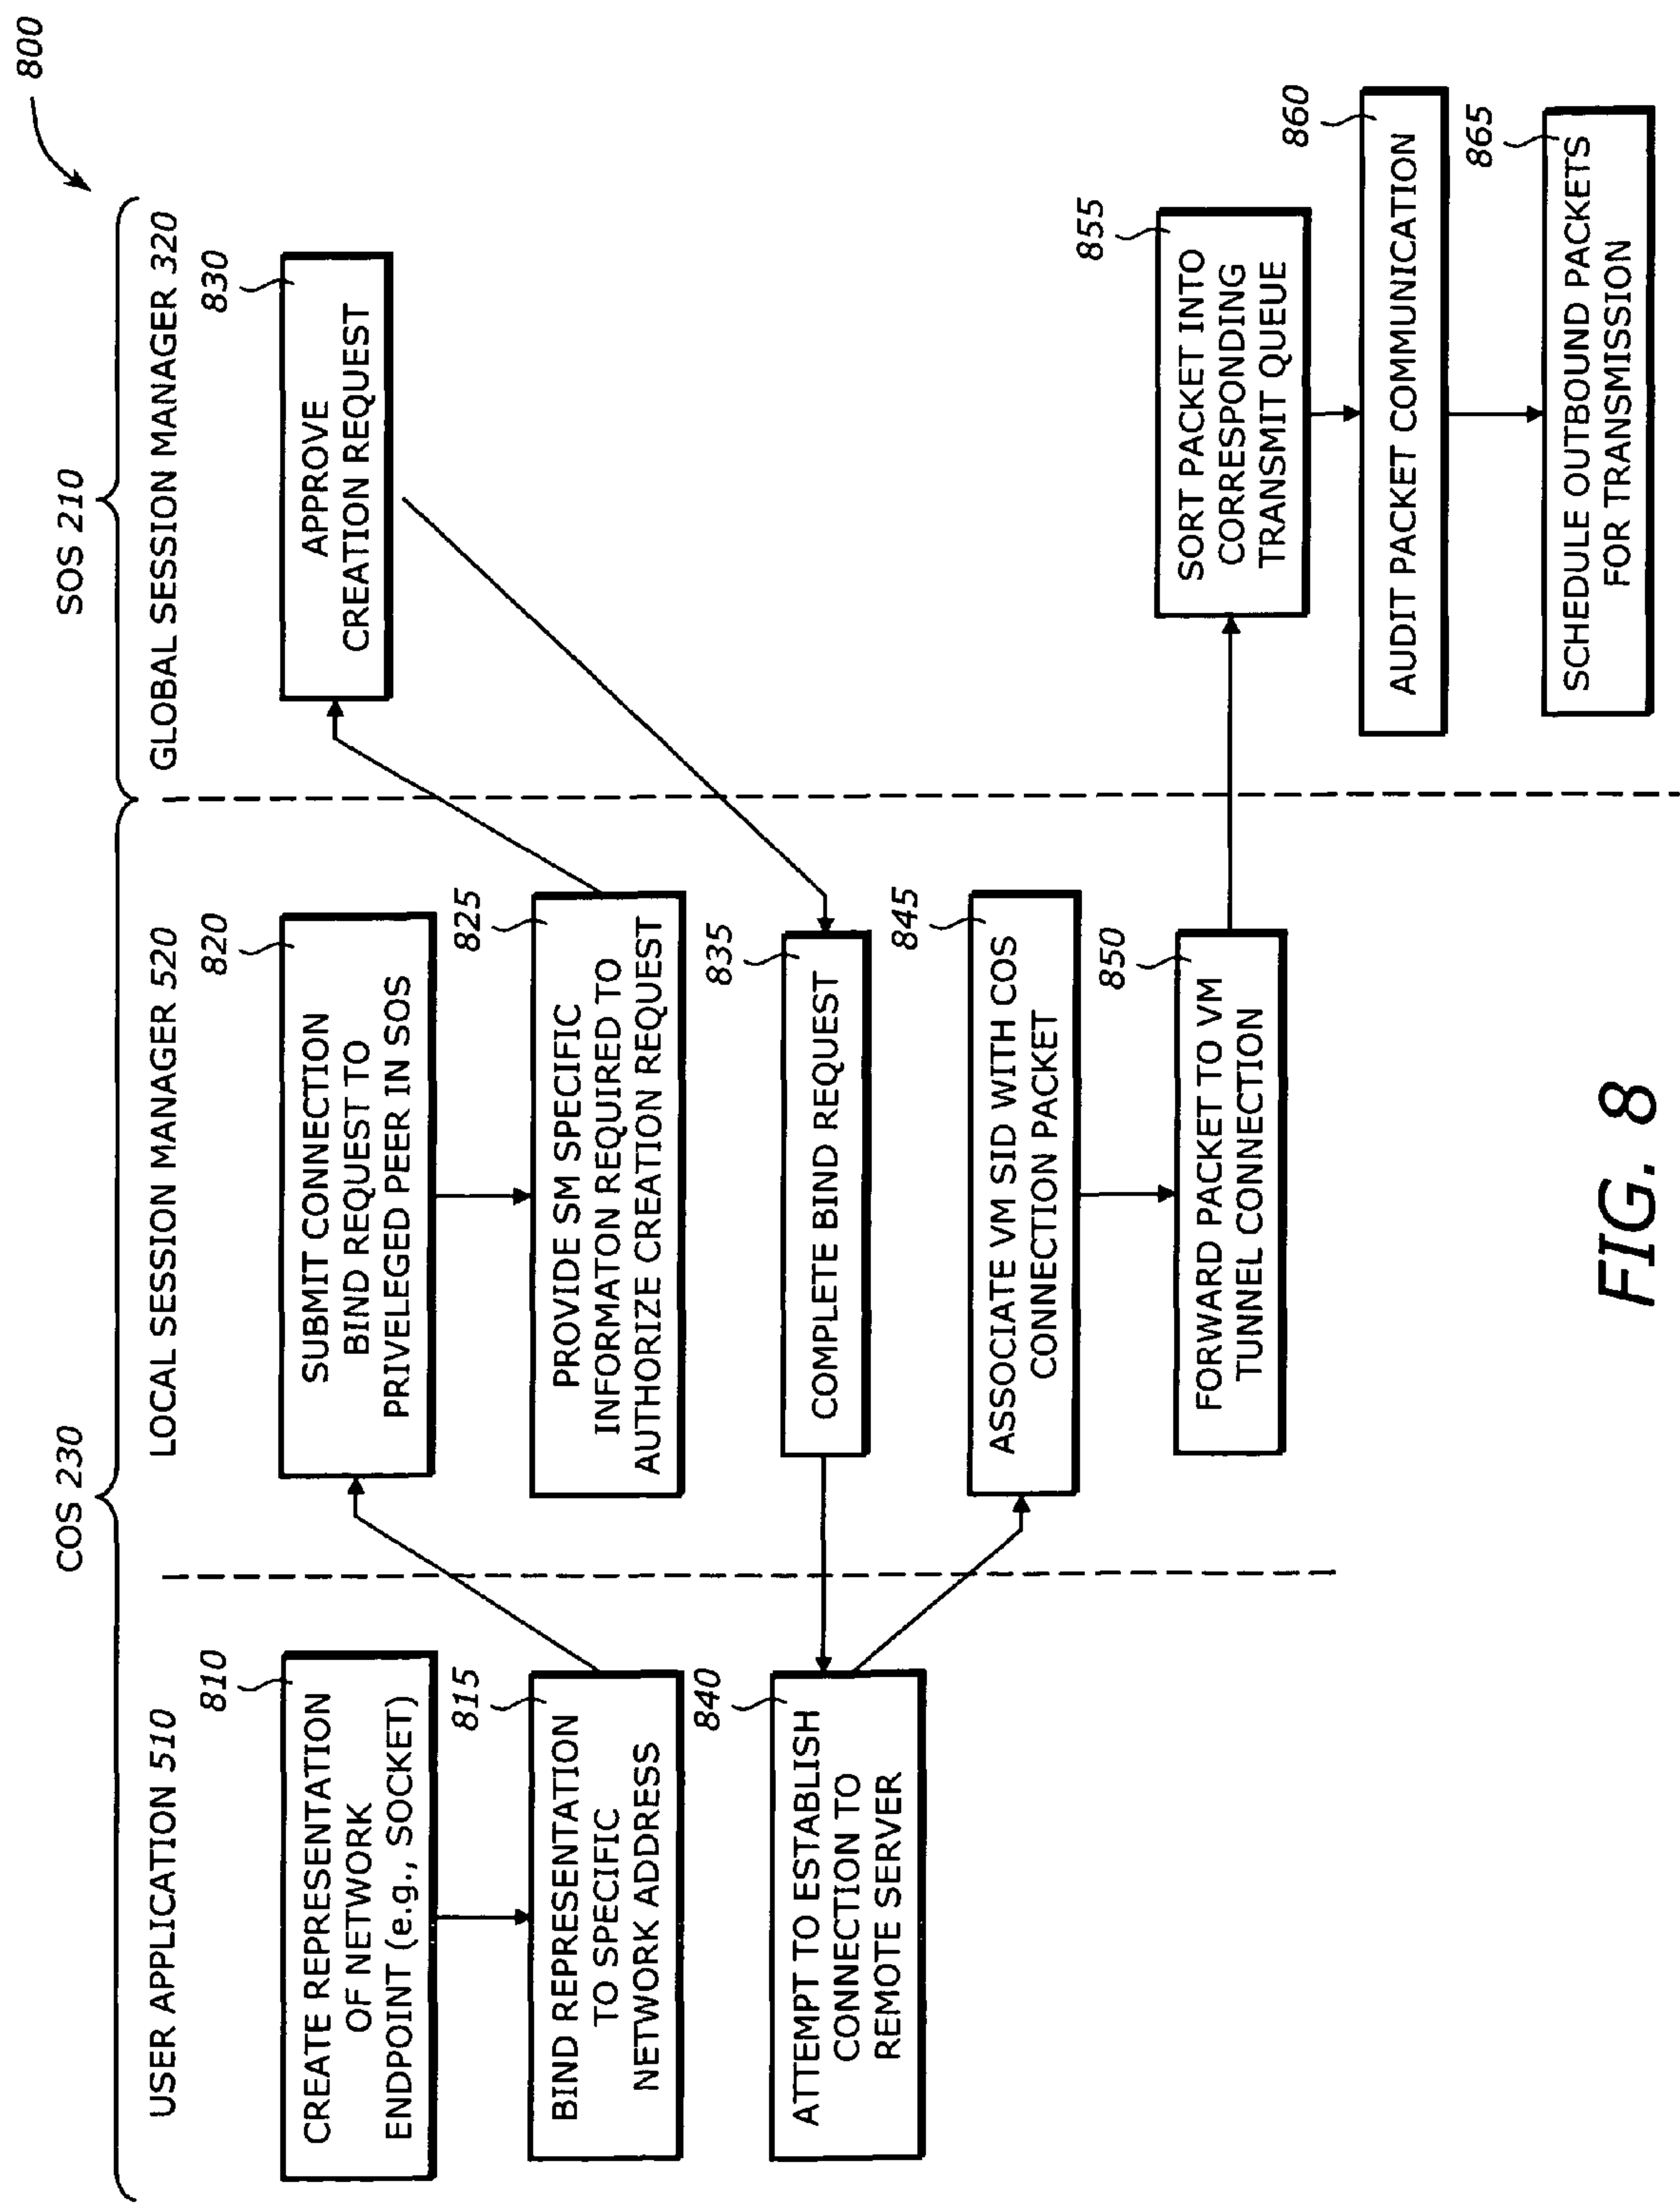 800
COS 230
SOS 210
USER APPLICATION 510
LOCAL SESSION MANAGER 520
GLOBAL SESSION MANAGER 320
810
CREATE REPRESENTATION
OF NETWORK
ENDPOINT (e.g., SOCKET)
815
BIND REPRESENTATION
TO SPECIFIC
NETWORK ADDRESS
820
SUBMIT CONNECTION
BIND REQUEST TO
PRIVELEGED PEER IN SOS
825
PROVIDE SM SPECIFIC
INFORMATON REQUIRED TO
AUTHORIZE CREATION REQUEST
830
APPROVE
CREATION REQUEST
835
COMPLETE BIND REQUEST
840
ATTEMPT TO ESTABLISH
CONNECTION TO
REMOTE SERVER
845
ASSOCIATE VM SID WITH COS
CONNECTION PACKET
850
FORWARD PACKET TO VM
TUNNEL CONNECTION
855
SORT PACKET INTO
CORRESPONDING
TRANSMIT QUEUE
860
AUDIT PACKET COMMUNICATION
865
SCHEDULE OUTBOUND PACKETS
FOR TRANSMISSION
FIG. 8